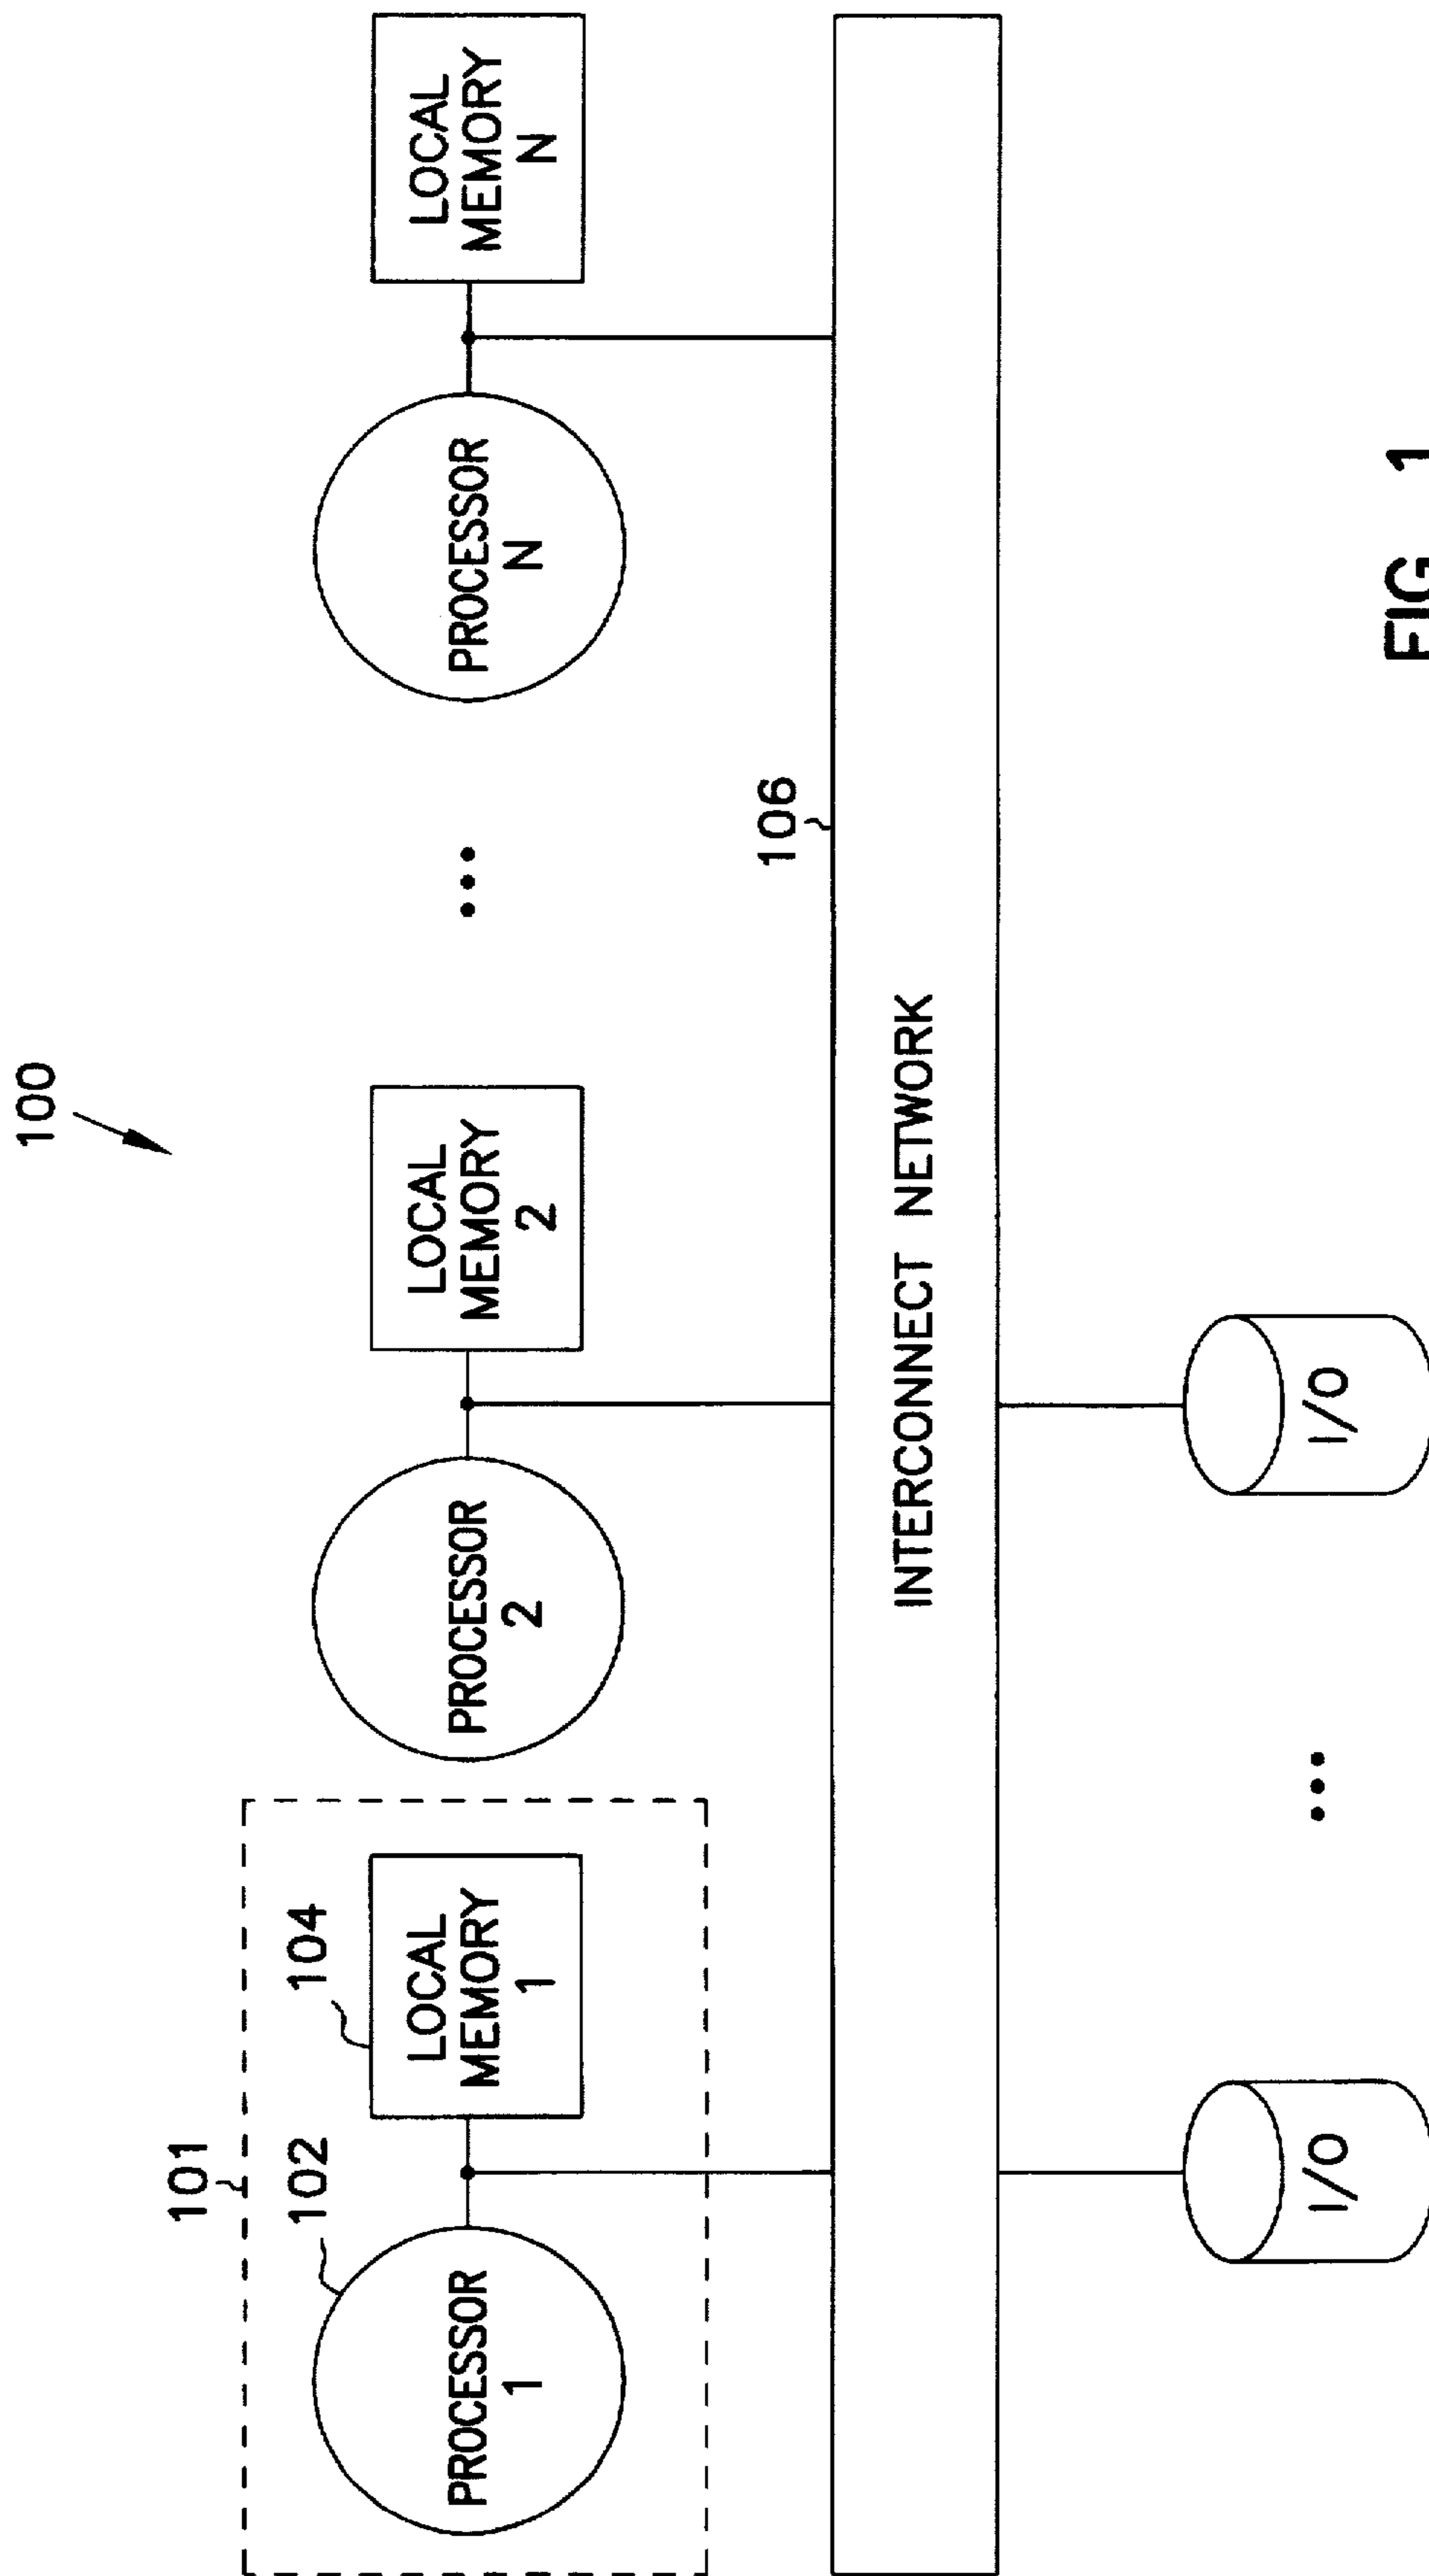 100
101
102
104
PROCESSOR
1
LOCAL
MEMORY
1
PROCESSOR
2
LOCAL
MEMORY
2
...
PROCESSOR
N
LOCAL
MEMORY
N
106
INTERCONNECT NETWORK
I/O
...
I/O
FIG 1